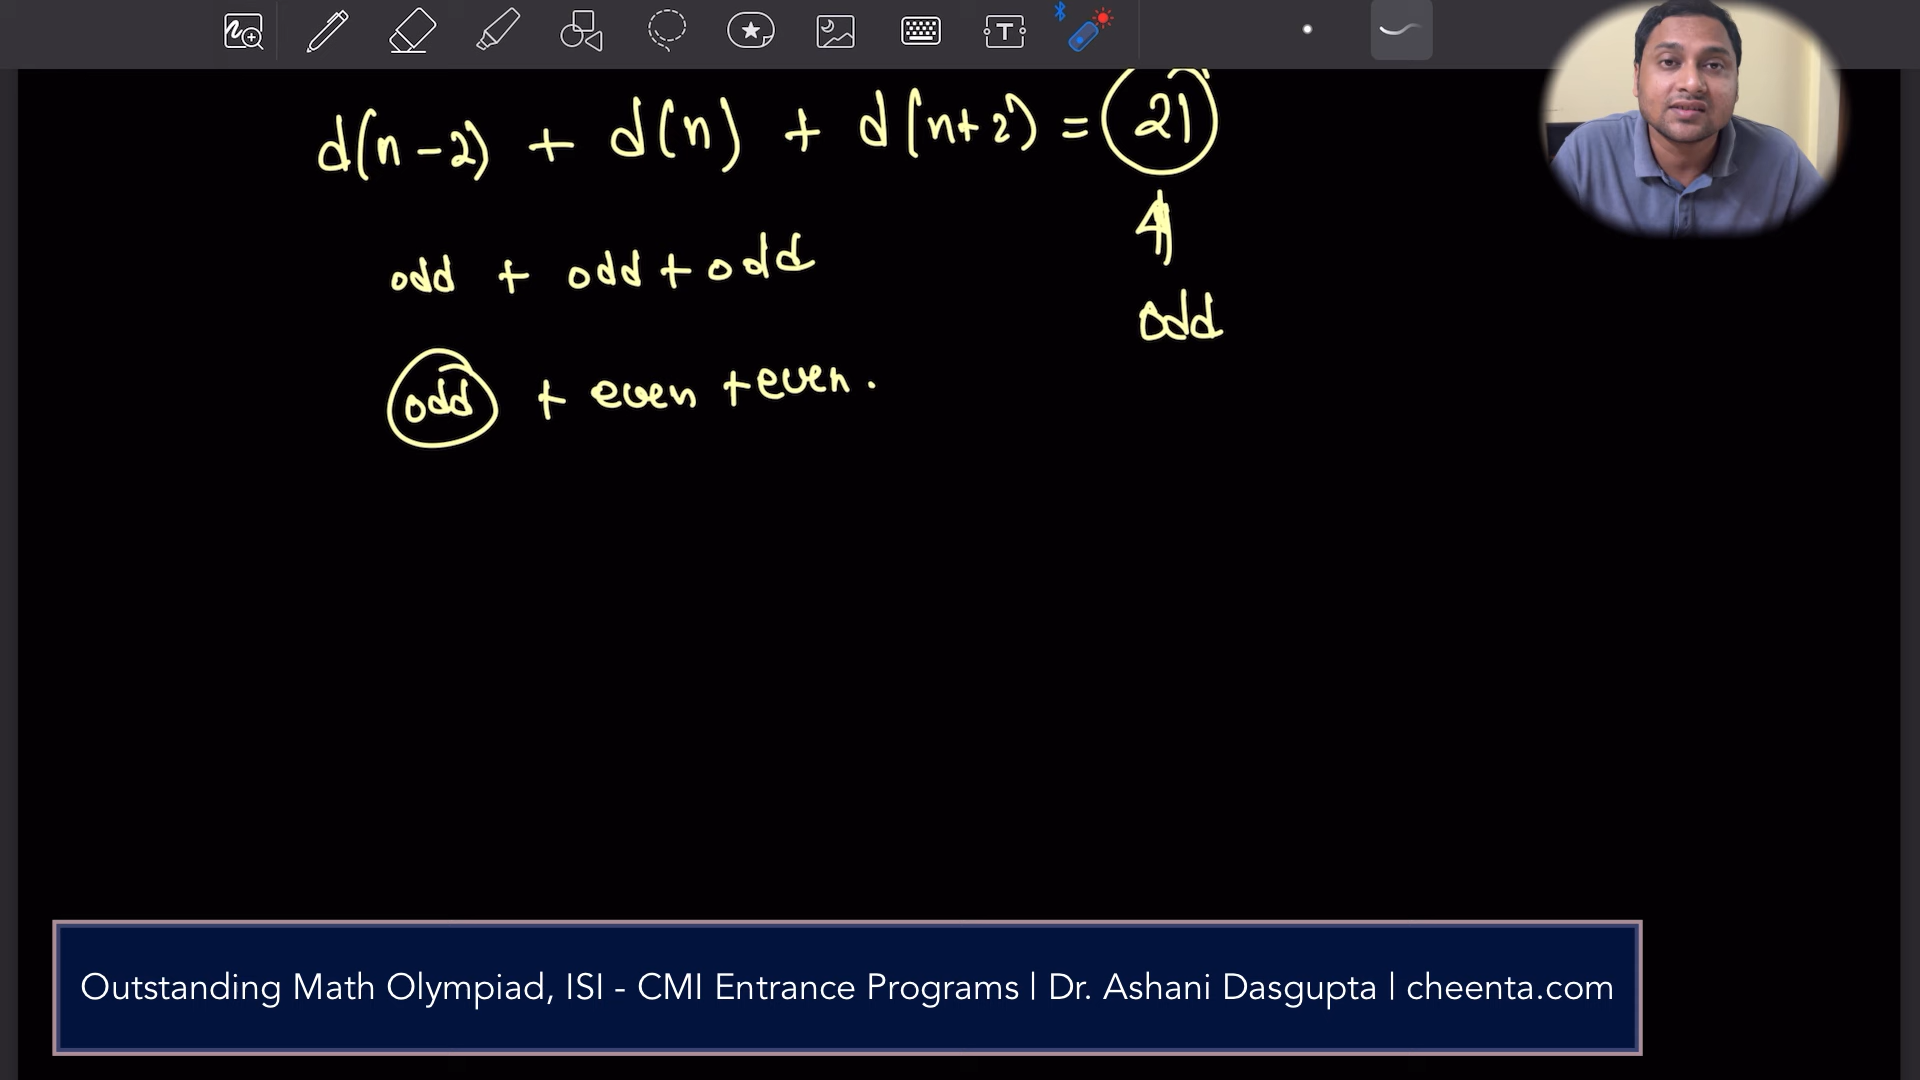 d(n-2) + d(n) + d(n+2) = 21
odd + odd + odd
odd
odd + even + even.
Outstanding Math Olympiad, ISI - CMI Entrance Programs | Dr. Ashani Dasgupta | cheenta.com